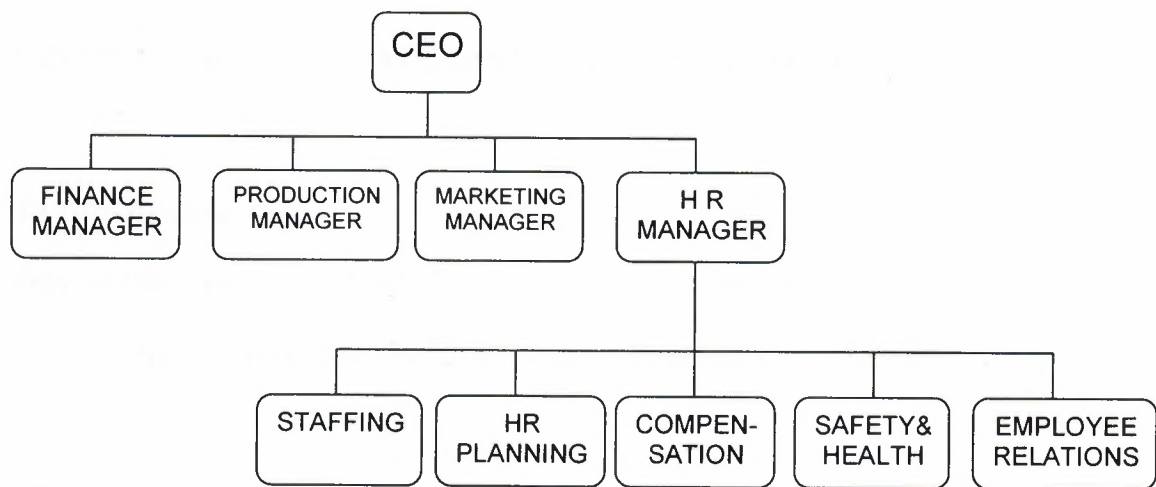 CEO
FINANCE
MANAGER
PRODUCTION
MANAGER
MARKETING
MANAGER
H R
MANAGER
STAFFING
HR
PLANNING
COMPEN-
SATION
SAFETY&
HEALTH
EMPLOYEE
RELATIONS